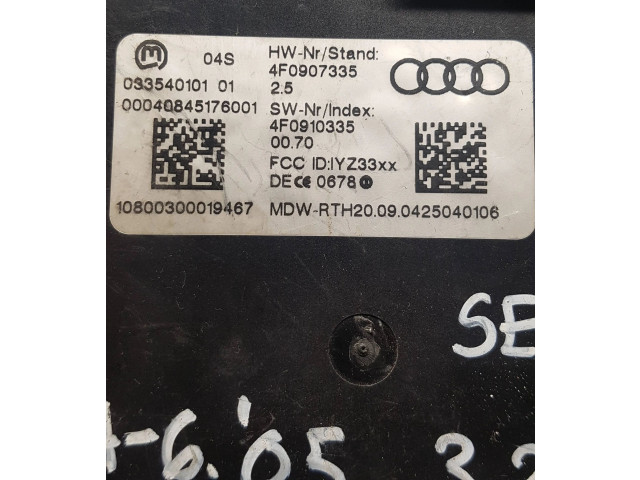 M 04S
033540101 01
00040845176001
10800300019467
HW-Nr/Stand:
4F0907335
2.5
SW-Nr/Index:
4F0910335
00.70
FCC ID:IYZ33xx
DE CE 0678
MDW-RTH20.09.0425040106
SE
-6.'05